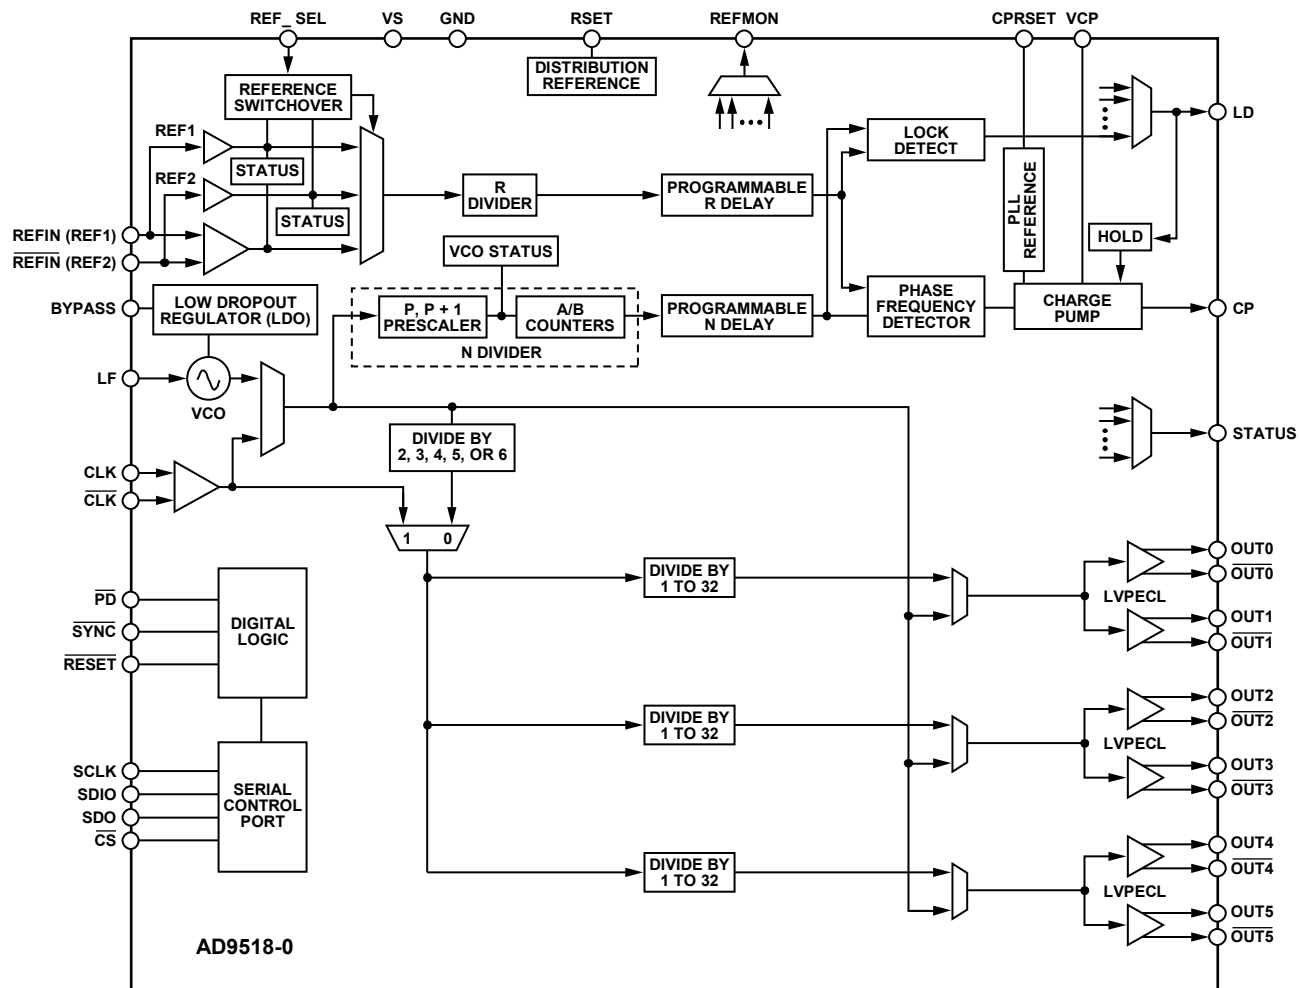 REF_ SEL
VS
GND
RSET
REFMON
CPRSET
VCP
DISTRIBUTION
REFERENCE
REFERENCE
SWITCHOVER
REF1
STATUS
REF2
STATUS
R
DIVIDER
PROGRAMMABLE
R DELAY
LOCK
DETECT
PLL
REFERENCE
LD
HOLD
REFIN (REF1)
REFIN (REF2)
BYPASS
LOW DROPOUT
REGULATOR (LDO)
VCO STATUS
P, P + 1
PRESCALER
A/B
COUNTERS
N DIVIDER
PROGRAMMABLE
N DELAY
PHASE
FREQUENCY
DETECTOR
CHARGE
PUMP
CP
LF
VCO
DIVIDE BY
2, 3, 4, 5, OR 6
STATUS
CLK
CLK
1
0
DIVIDE BY
1 TO 32
LVPECL
OUT0
OUT0
OUT1
OUT1
PD
SYNC
RESET
DIGITAL
LOGIC
DIVIDE BY
1 TO 32
LVPECL
OUT2
OUT2
OUT3
OUT3
SCLK
SDIO
SDO
CS
SERIAL
CONTROL
PORT
DIVIDE BY
1 TO 32
LVPECL
OUT4
OUT4
OUT5
OUT5
AD9518-0